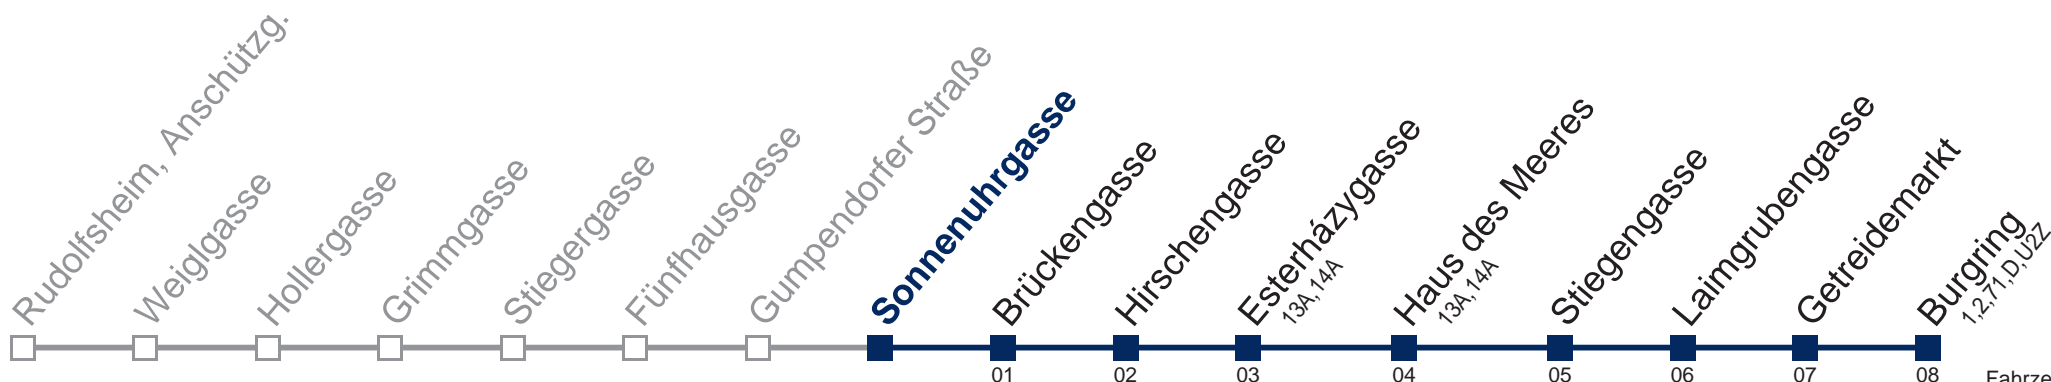 Rudolfsheim, Anschützg.
Weiglgasse
Hollergasse
Grimmgasse
Stiegergasse
Fünfhausgasse
Gumpendorfer Straße
Sonnenuhrgasse
Brückengasse
Hirschengasse
Esterházygasse
13A,14A
Haus des Meeres
13A,14A
Stiegengasse
Laimgrubengasse
Getreidemarkt
Burgring
1,2,71,D,U2Z
01 02 03 04 05 06 07 08